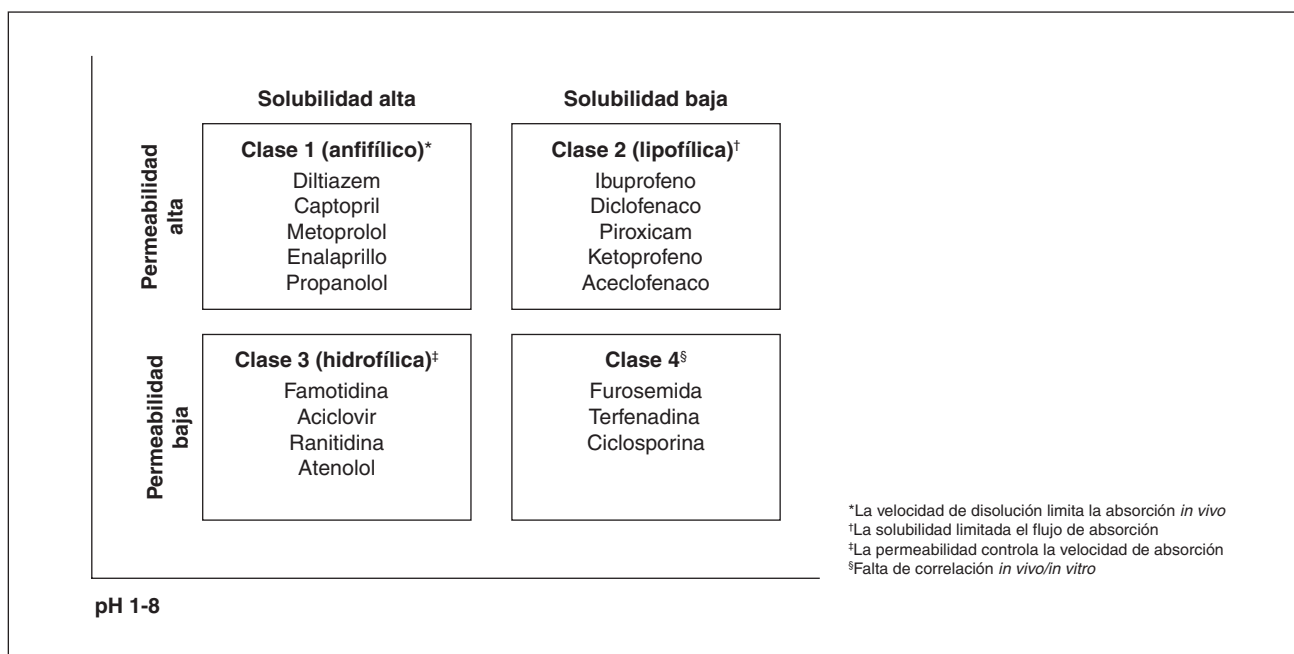 Solubilidad alta
Solubilidad baja
Permeabilidad
alta
Clase 1 (anfifílico)*
Diltiazem
Captopril
Metoprolol
Enalaprillo
Propanolol
Clase 2 (lipofílica)†
Ibuprofeno
Diclofenaco
Piroxicam
Ketoprofeno
Aceclofenaco
Permeabilidad
baja
Clase 3 (hidrofílica)‡
Famotidina
Aciclovir
Ranitidina
Atenolol
Clase 4§
Furosemida
Terfenadina
Ciclosporina
*La velocidad de disolución limita la absorción in vivo
†La solubilidad limitada el flujo de absorción
‡La permeabilidad controla la velocidad de absorción
§Falta de correlación in vivo/in vitro
pH 1-8